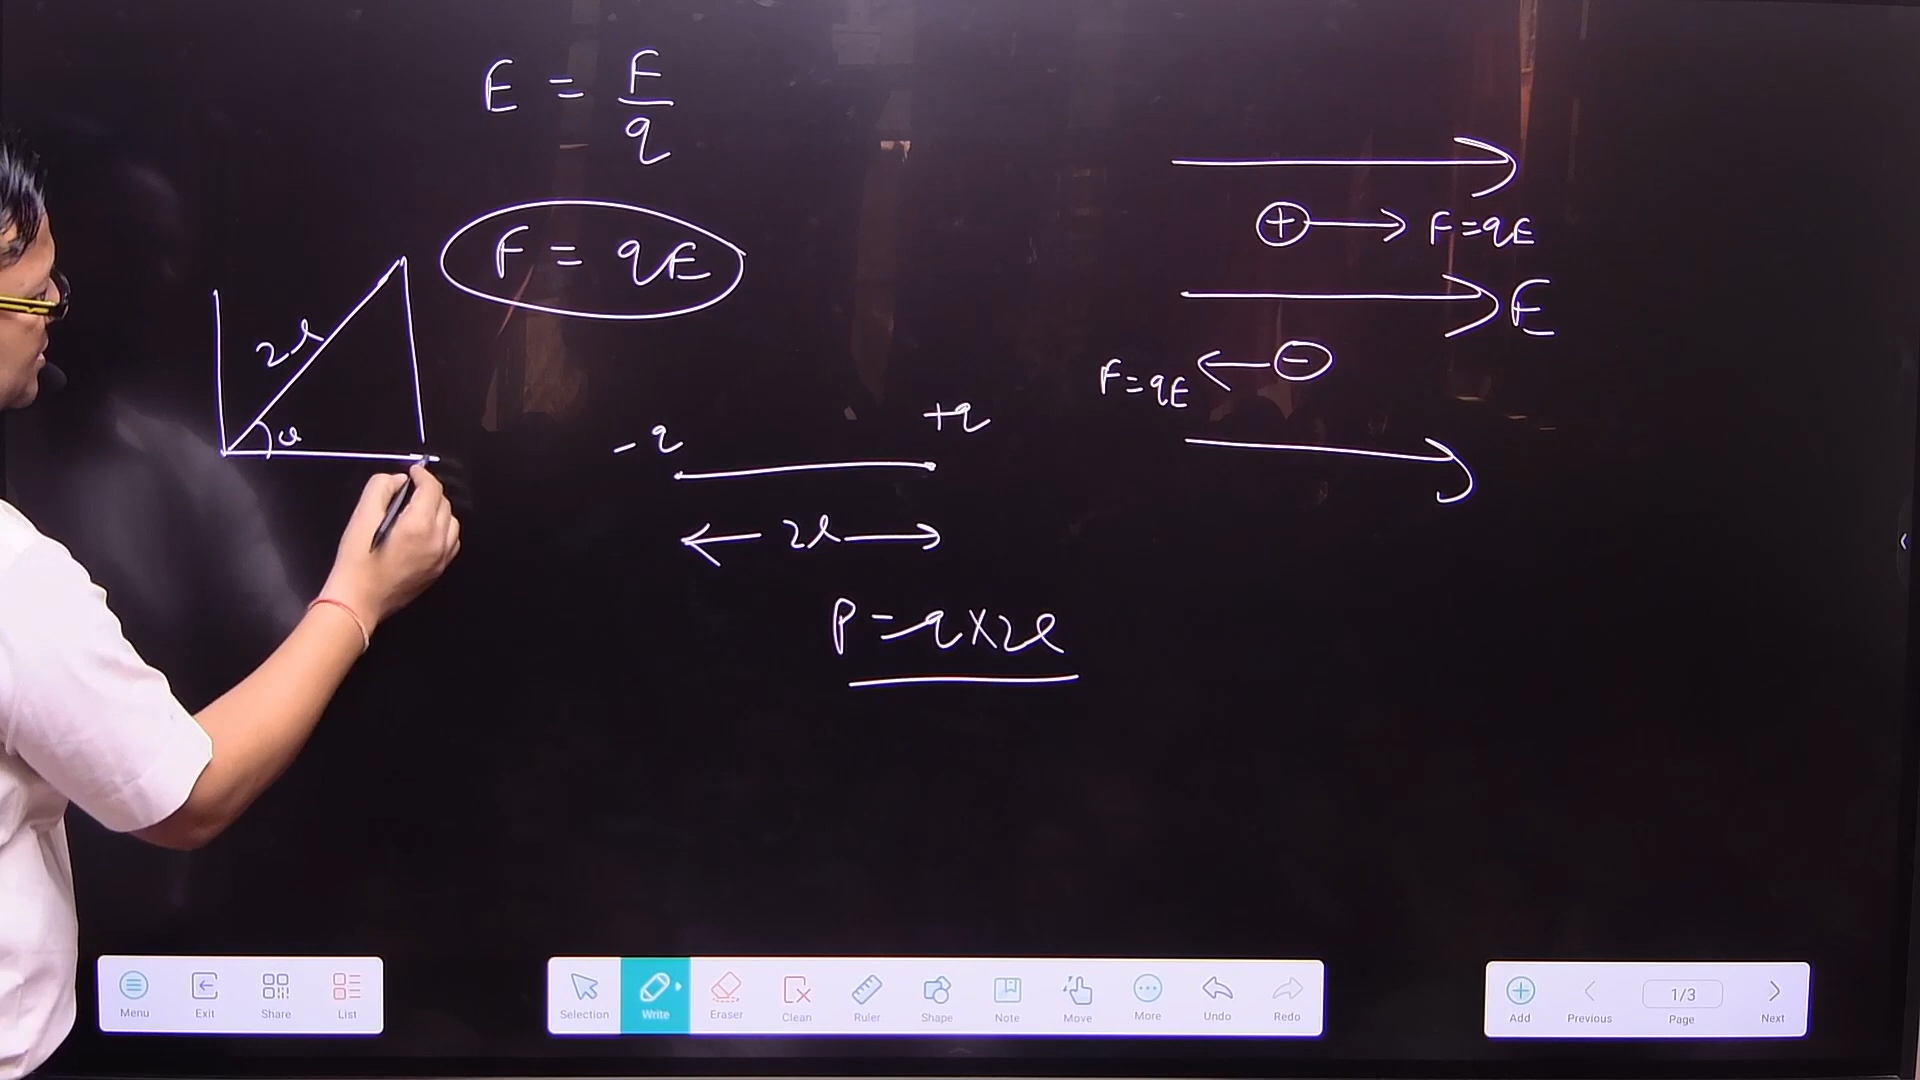 E = F/q
F = qE
2l
θ
-q +q
2l
P = q×2l
F = qE
E
F = qE
Menu Exit Share List
Selection Write Eraser Clean Ruler Shape Note Move More Undo Redo
Add Previous 1/3 Page Next